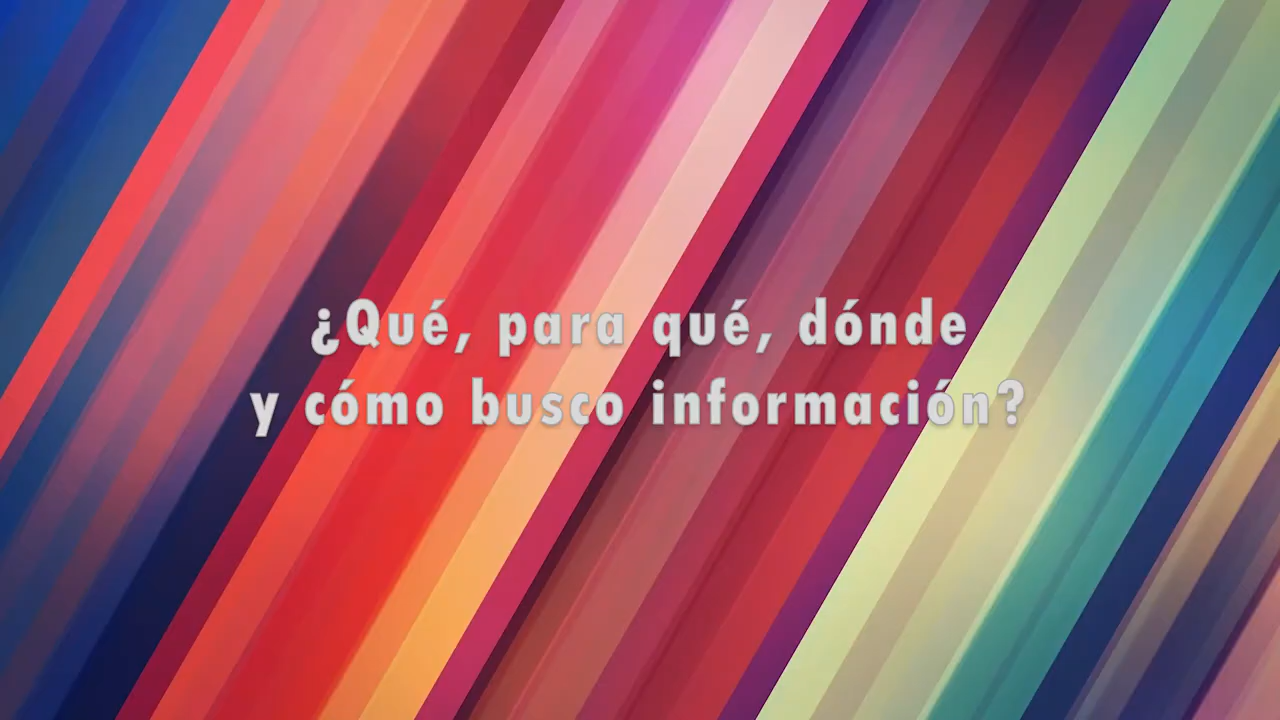 ¿Qué, para qué, dónde
y cómo busco información?